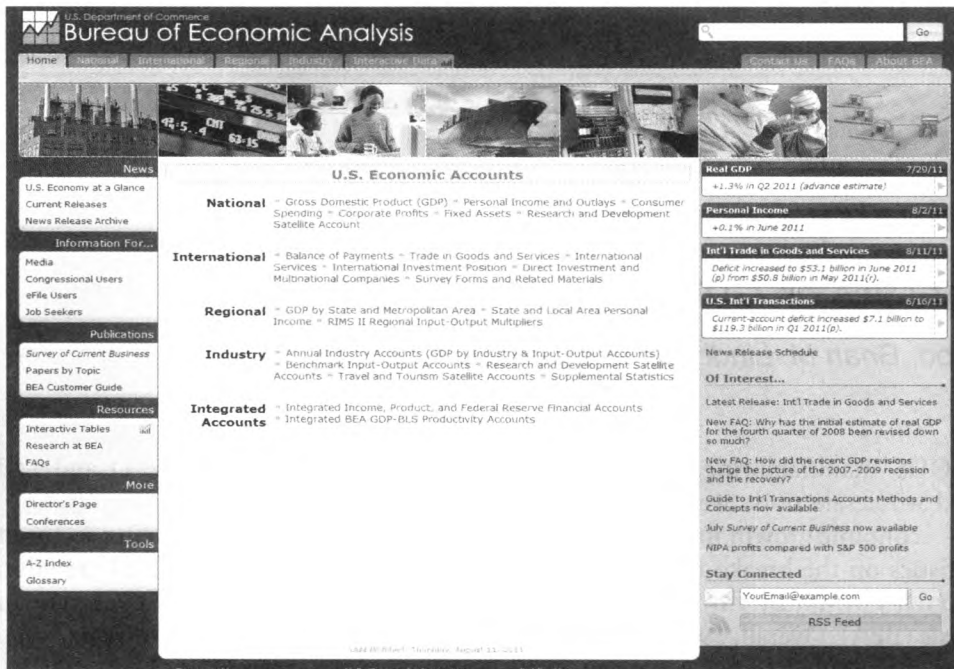 U.S. Department of Commerce
Bureau of Economic Analysis
Go
Home National International Regional Industry Interactive Data
Contact Us FAQs About BEA
News
U.S. Economy at a Glance
Current Releases
News Release Archive
Information For...
Media
Congressional Users
eFile Users
Job Seekers
Publications
Survey of Current Business
Papers by Topic
BEA Customer Guide
Resources
Interactive Tables
Research at BEA
FAQs
More
Director's Page
Conferences
Tools
A-Z Index
Glossary
U.S. Economic Accounts
National
Gross Domestic Product (GDP) Personal Income and Outlays Consumer
Spending Corporate Profits Fixed Assets Research and Development
Satellite Account
International
Balance of Payments Trade in Goods and Services International
Services International Investment Position Direct Investment and
Multinational Companies Survey Forms and Related Materials
Regional
GDP by State and Metropolitan Area State and Local Area Personal
Income RIMS II Regional Input-Output Multipliers
Industry
Annual Industry Accounts (GDP by Industry & Input-Output Accounts)
Benchmark Input-Output Accounts Research and Development Satellite
Accounts Travel and Tourism Satellite Accounts Supplemental Statistics
Integrated
Accounts
Integrated Income, Product, and Federal Reserve Financial Accounts
Integrated BEA GDP-BLS Productivity Accounts
Real GDP 7/29/11
+1.3% in Q2 2011 (advance estimate)
Personal Income 8/2/11
+0.1% in June 2011
Int'l Trade in Goods and Services 8/11/11
Deficit increased to $53.1 billion in June 2011
(p) from $50.8 billion in May 2011(r).
U.S. Int'l Transactions 6/16/11
Current-account deficit increased $7.1 billion to
$119.3 billion in Q1 2011(p).
News Release Schedule
Of Interest...
Latest Release: Int'l Trade in Goods and Services
New FAQ: Why has the initial estimate of real GDP
for the fourth quarter of 2008 been revised down
so much?
New FAQ: How did the recent GDP revisions
change the picture of the 2007-2009 recession
and the recovery?
Guide to Int'l Transactions Accounts Methods and
Concepts now available
July Survey of Current Business now available
NIPA profits compared with S&P 500 profits
Stay Connected
YourEmail@example.com Go
RSS Feed